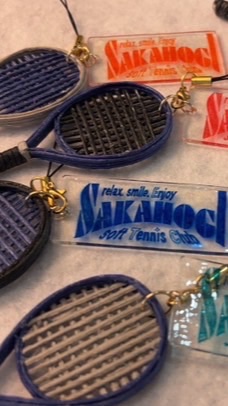 relax, smile, Enjoy
SAKAHOGI
Soft Tennis Club
relax, smile, Enjoy
SAKAHOGI
Soft Tennis Club